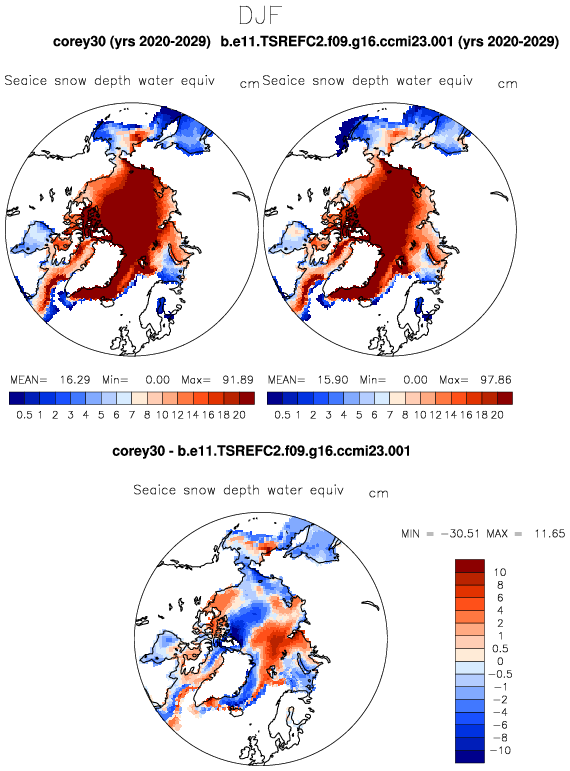 DJF
corey30 (yrs 2020-2029) b.e11.TSREFC2.f09.g16.ccmi23.001 (yrs 2020-2029)
Seaice snow depth water equiv cm Seaice snow depth water equiv cm
MEAN= 16.29 Min= 0.00 Max= 91.89 MEAN= 15.90 Min= 0.00 Max= 97.86
0.5 1 2 3 4 5 6 7 8 10 12 14 16 18 20 0.5 1 2 3 4 5 6 7 8 10 12 14 16 18 20
corey30 - b.e11.TSREFC2.f09.g16.ccmi23.001
Seaice snow depth water equiv cm
MIN = -30.51 MAX = 11.65
10
8
6
4
2
1
0.5
0
-0.5
-1
-2
-4
-6
-8
-10